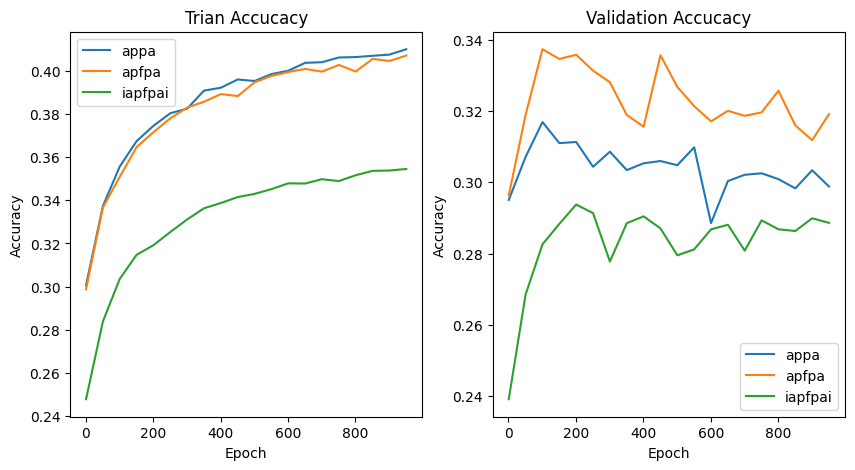 Trian Accucacy
appa
apfpa
iapfpai
0.40
0.38
0.36
0.34
0.32
0.30
0.28
0.26
0.24
Accuracy
0
200
400
600
800
Epoch
Validation Accucacy
0.34
0.32
0.30
0.28
0.26
0.24
Accuracy
appa
apfpa
iapfpai
0
200
400
600
800
Epoch